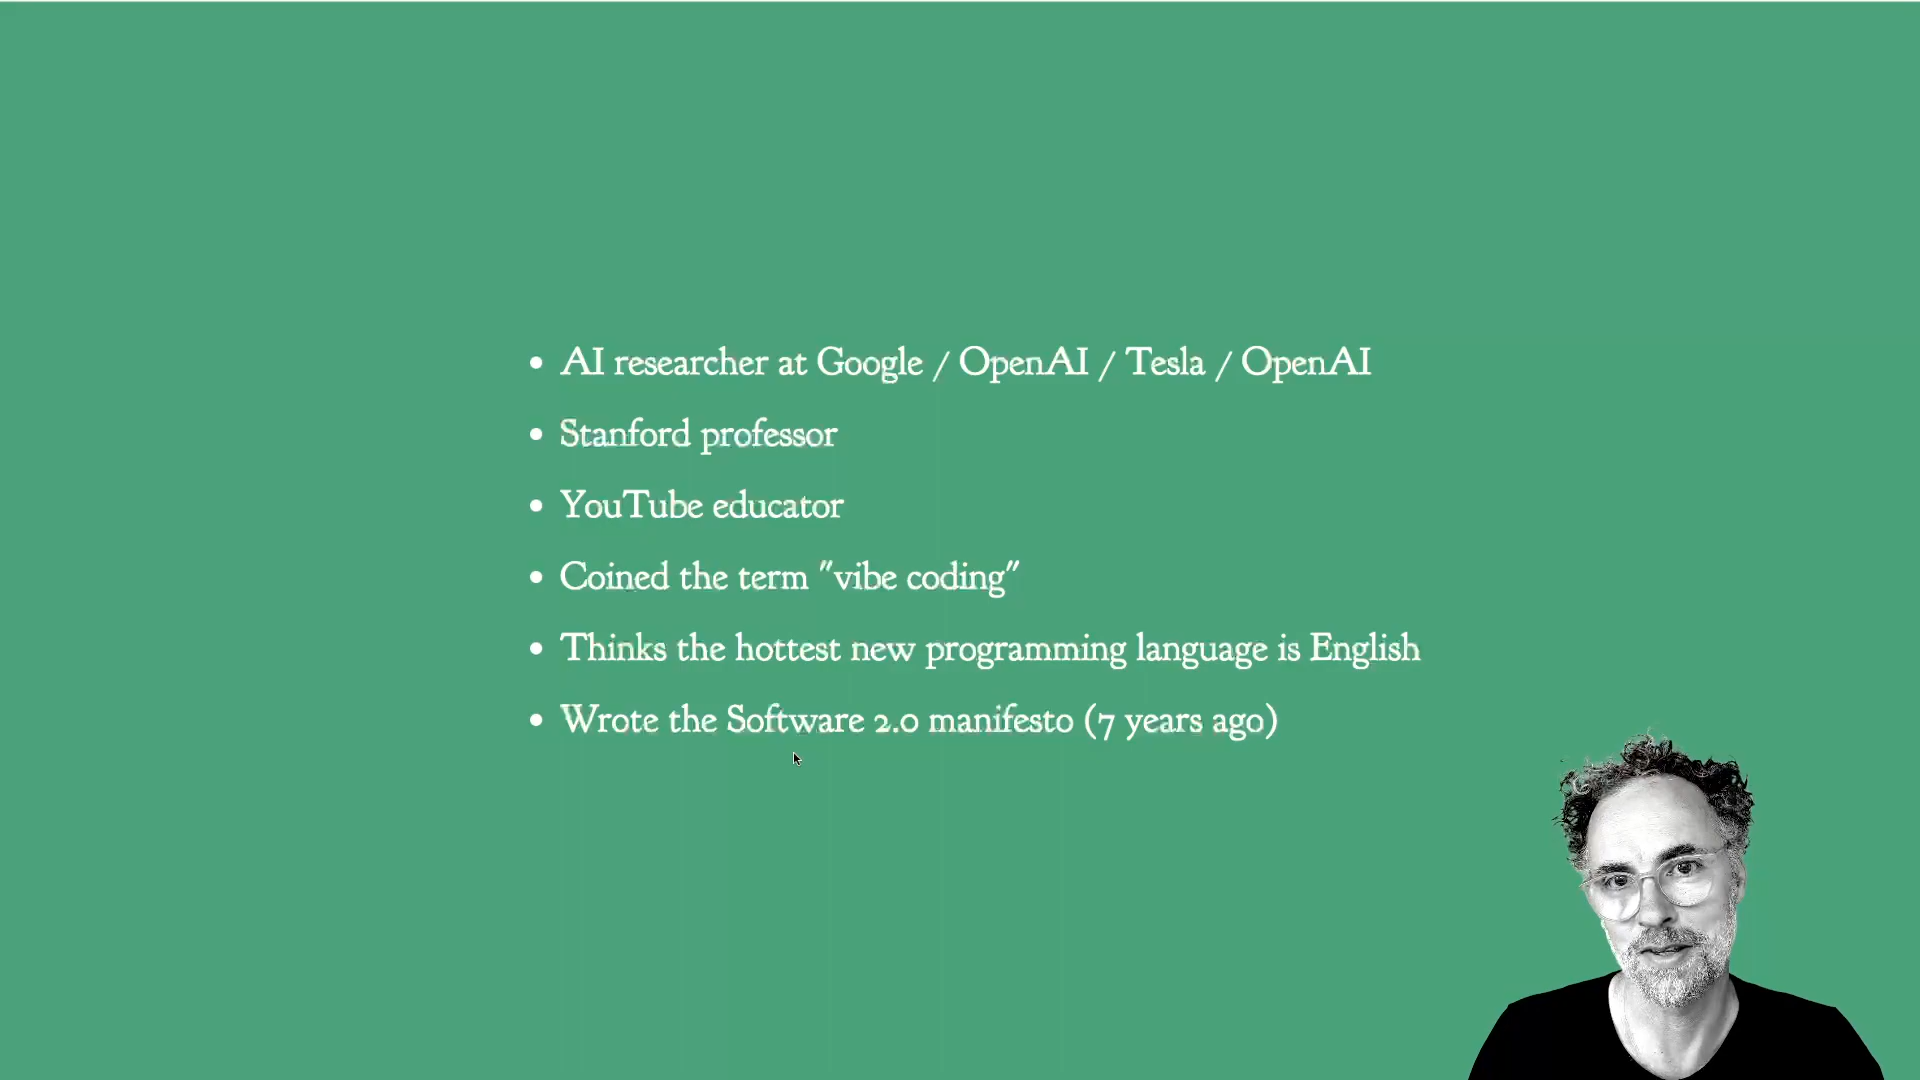 • AI researcher at Google / OpenAI / Tesla / OpenAI
• Stanford professor
• YouTube educator
• Coined the term "vibe coding"
• Thinks the hottest new programming language is English
• Wrote the Software 2.0 manifesto (7 years ago)